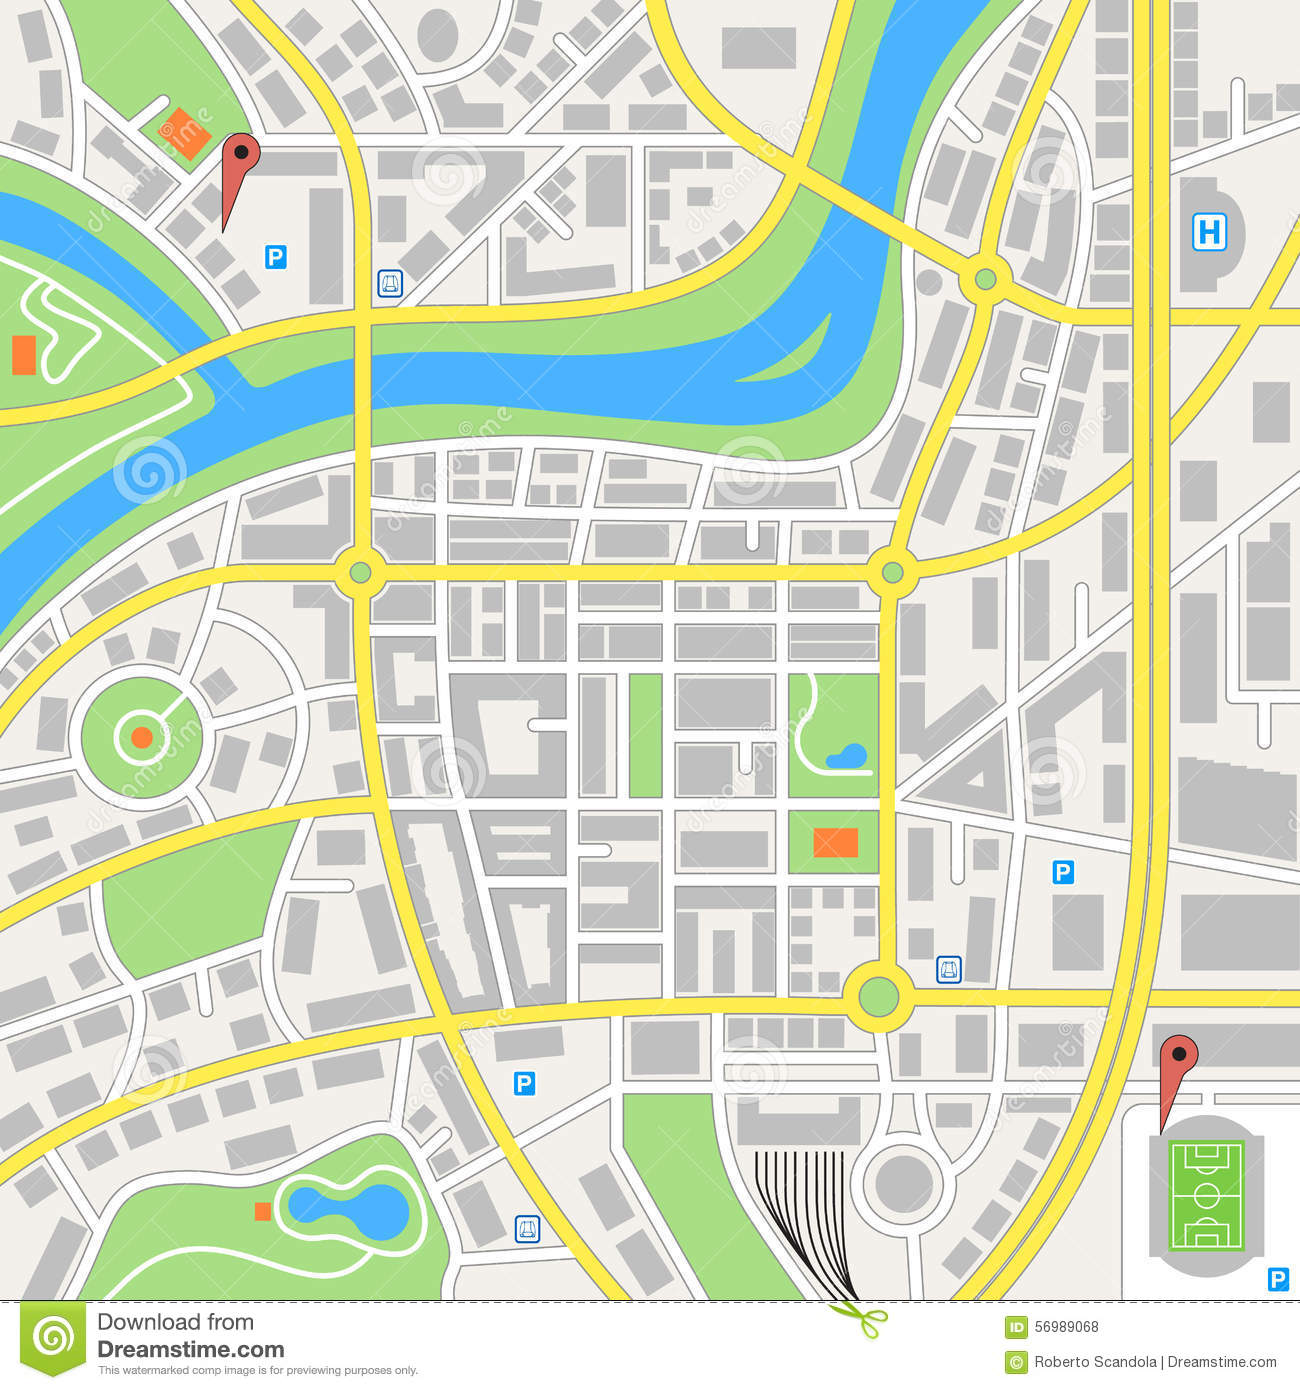 P
H
P
P
P
Download from
Dreamstime.com
This watermarked comp image is for previewing purposes only.
ID 56989068
© Roberto Scandola | Dreamstime.com